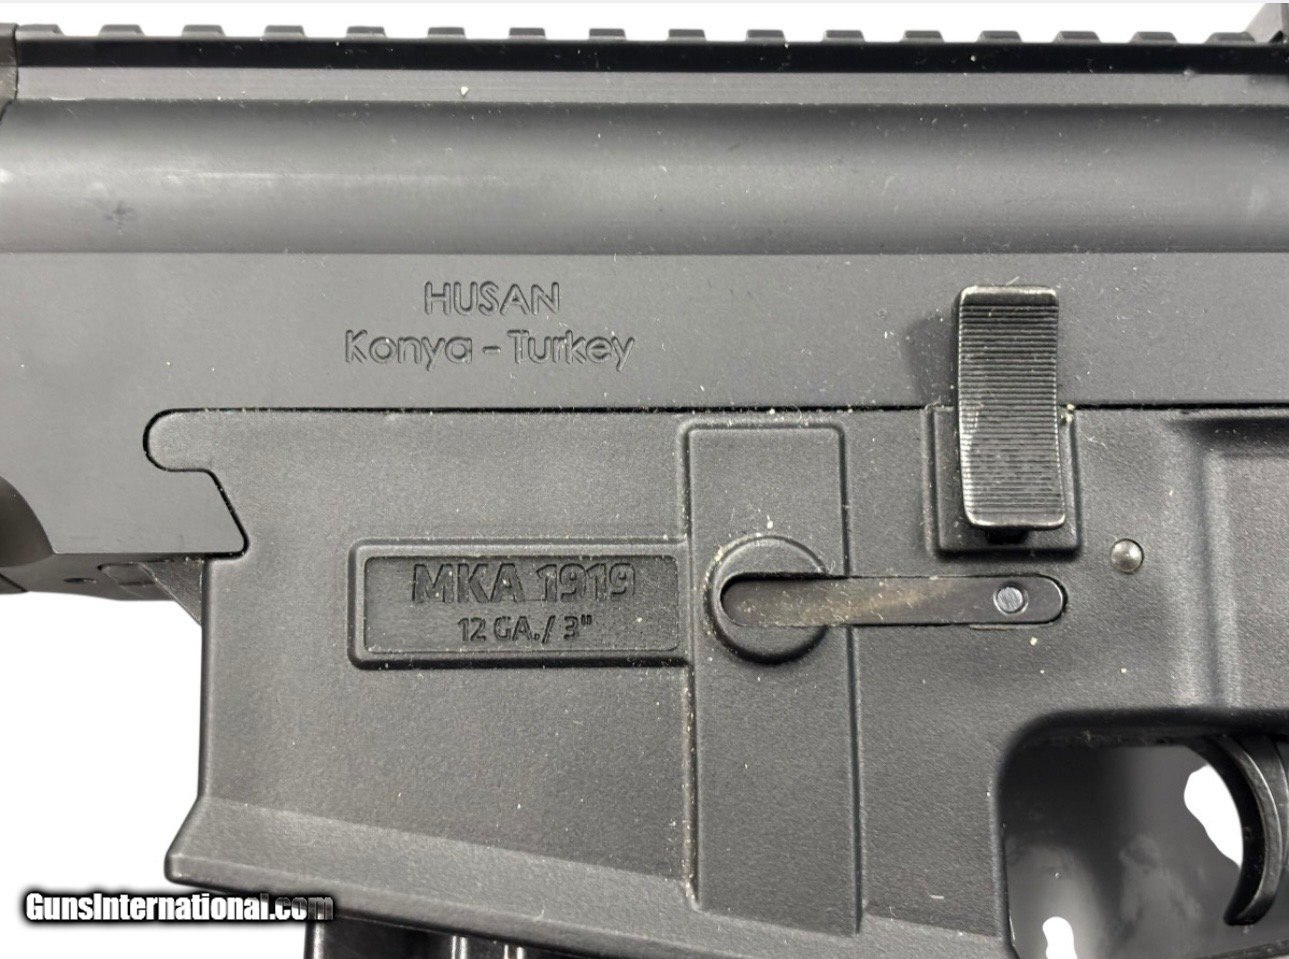 HUSAN
Konya - Turkey
MKA 1919
12 GA./ 3"
GunsInternational.com